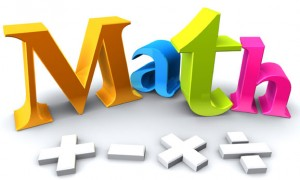 Math
+ - × ÷